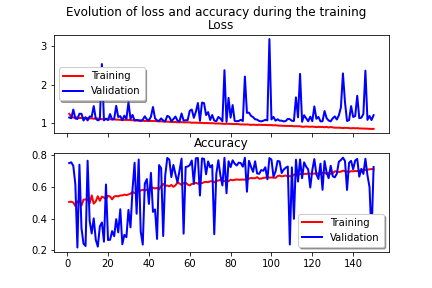 Evolution of loss and accuracy during the training
Loss
3
2
1
Training
Validation
Accuracy
0.8
0.6
0.4
0.2
Training
Validation
0 20 40 60 80 100 120 140